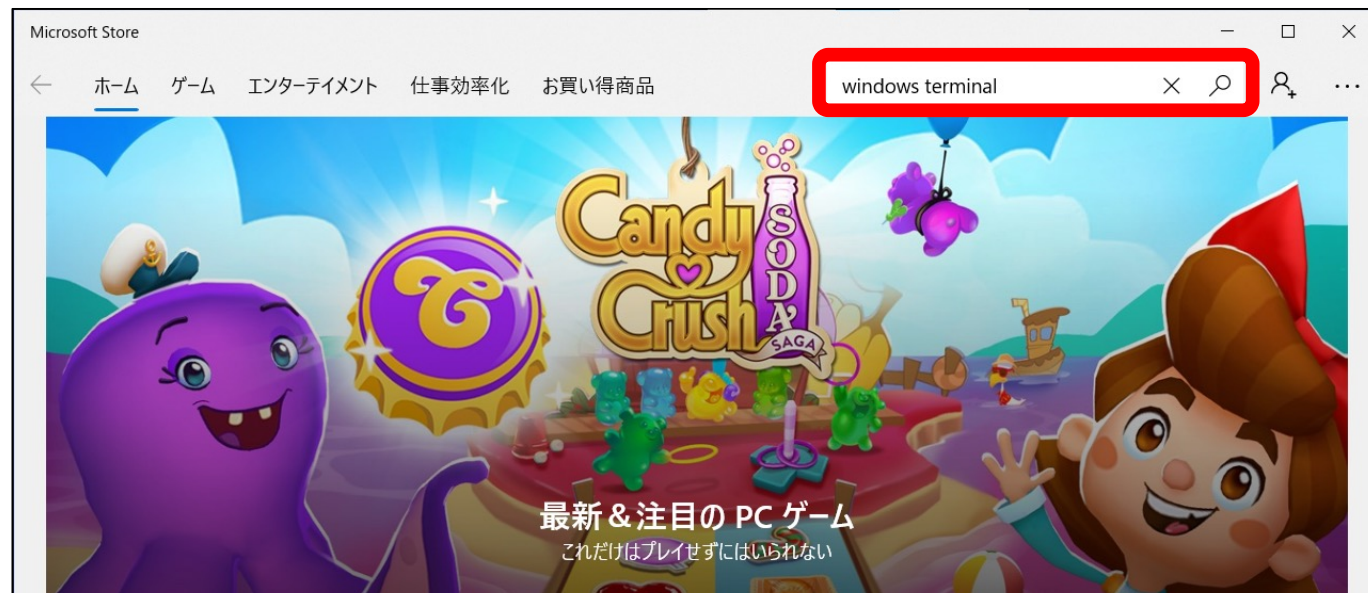 Microsoft Store
ホーム ゲーム エンターテイメント 仕事効率化 お買い得商品 windows terminal
Candy
Crush
SODA
SAGA
最新＆注目の PC ゲーム
これだけはプレイせずにはいられない